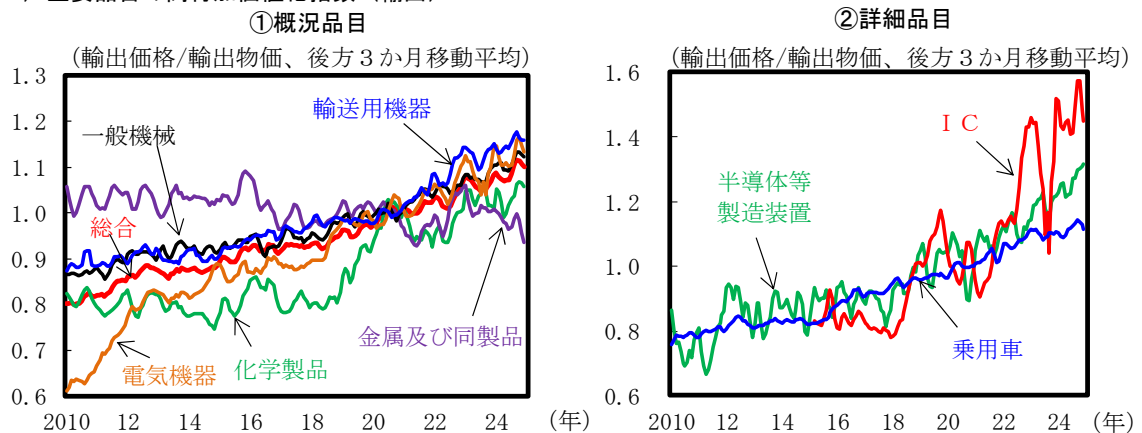 ①概況品目
(輸出価格/輸出物価、後方３か月移動平均)
1.3
1.2
1.1
1.0
0.9
0.8
0.7
0.6
2010 12 14 16 18 20 22 24 (年)
一般機械
輸送用機器
総合
電気機器
化学製品
金属及び同製品
②詳細品目
(輸出価格/輸出物価、後方３か月移動平均)
1.6
1.4
1.2
1.0
0.8
0.6
2010 12 14 16 18 20 22 24 (年)
ＩＣ
半導体等
製造装置
乗用車